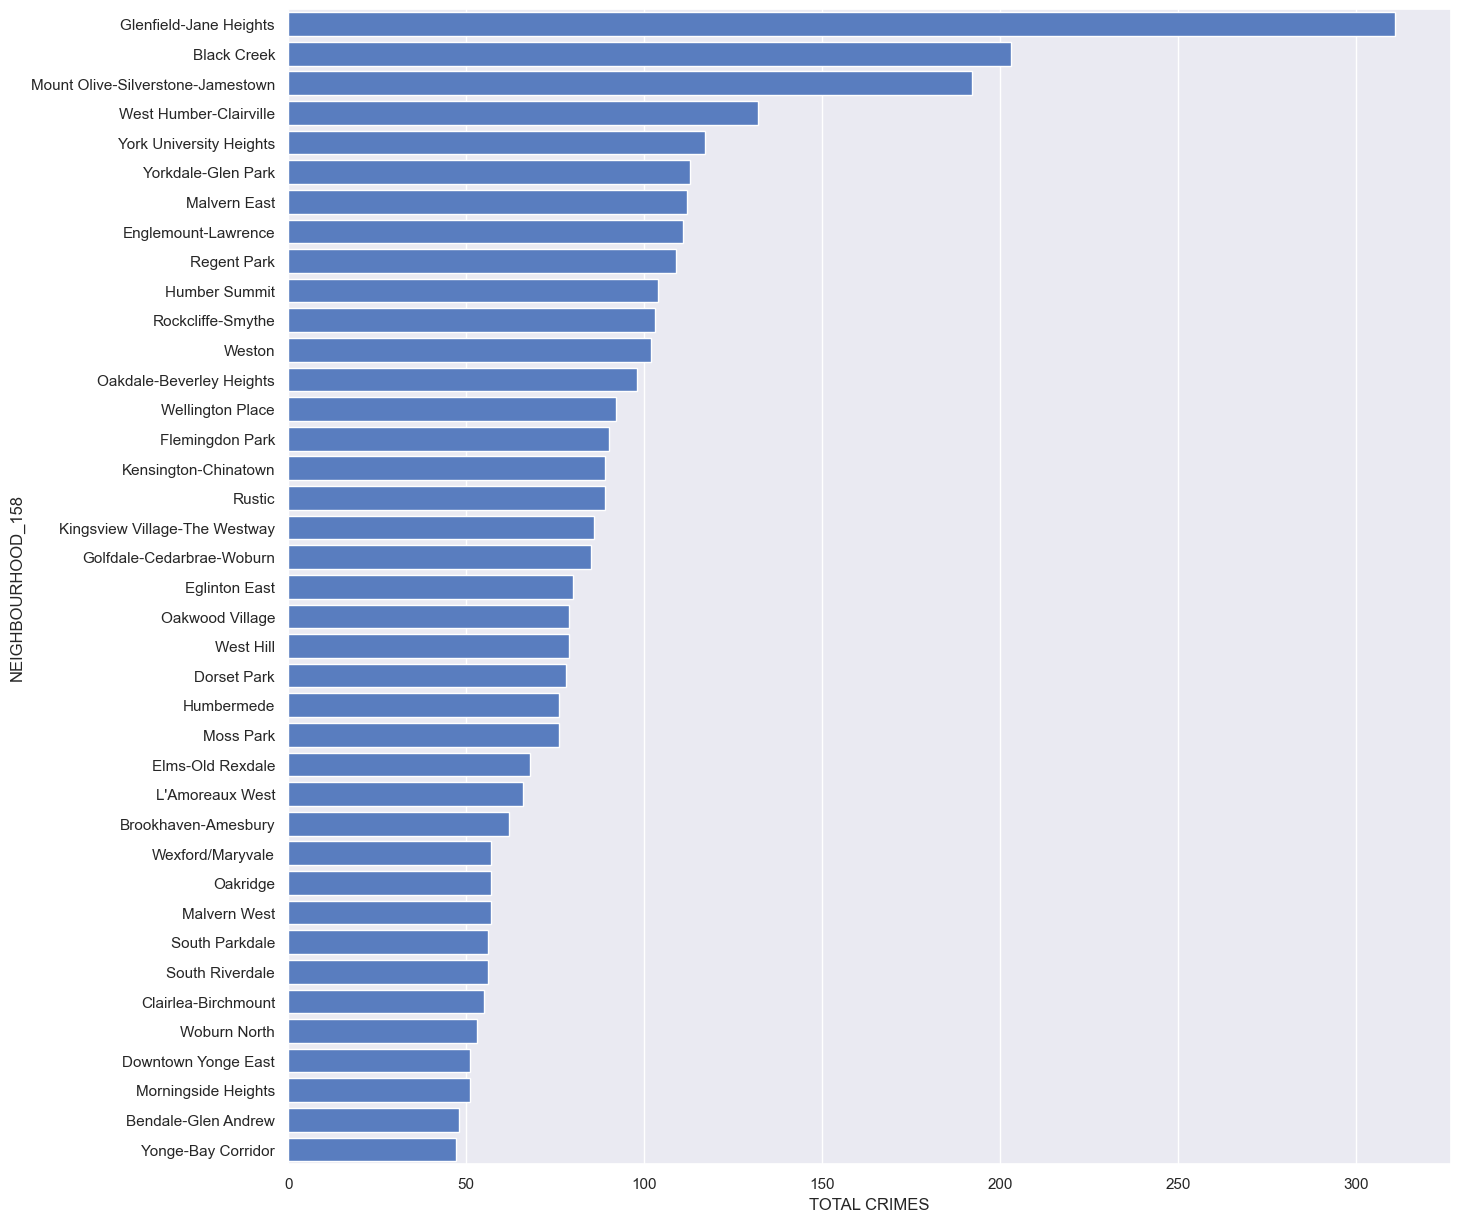 Glenfield-Jane Heights
Black Creek
Mount Olive-Silverstone-Jamestown
West Humber-Clairville
York University Heights
Yorkdale-Glen Park
Malvern East
Englemount-Lawrence
Regent Park
Humber Summit
Rockcliffe-Smythe
Weston
Oakdale-Beverley Heights
Wellington Place
Flemingdon Park
Kensington-Chinatown
Rustic
Kingsview Village-The Westway
Golfdale-Cedarbrae-Woburn
Eglinton East
Oakwood Village
West Hill
Dorset Park
Humbermede
Moss Park
Elms-Old Rexdale
L'Amoreaux West
Brookhaven-Amesbury
Wexford/Maryvale
Oakridge
Malvern West
South Parkdale
South Riverdale
Clairlea-Birchmount
Woburn North
Downtown Yonge East
Morningside Heights
Bendale-Glen Andrew
Yonge-Bay Corridor
NEIGHBOURHOOD_158
0 50 100 150 200 250 300
TOTAL CRIMES